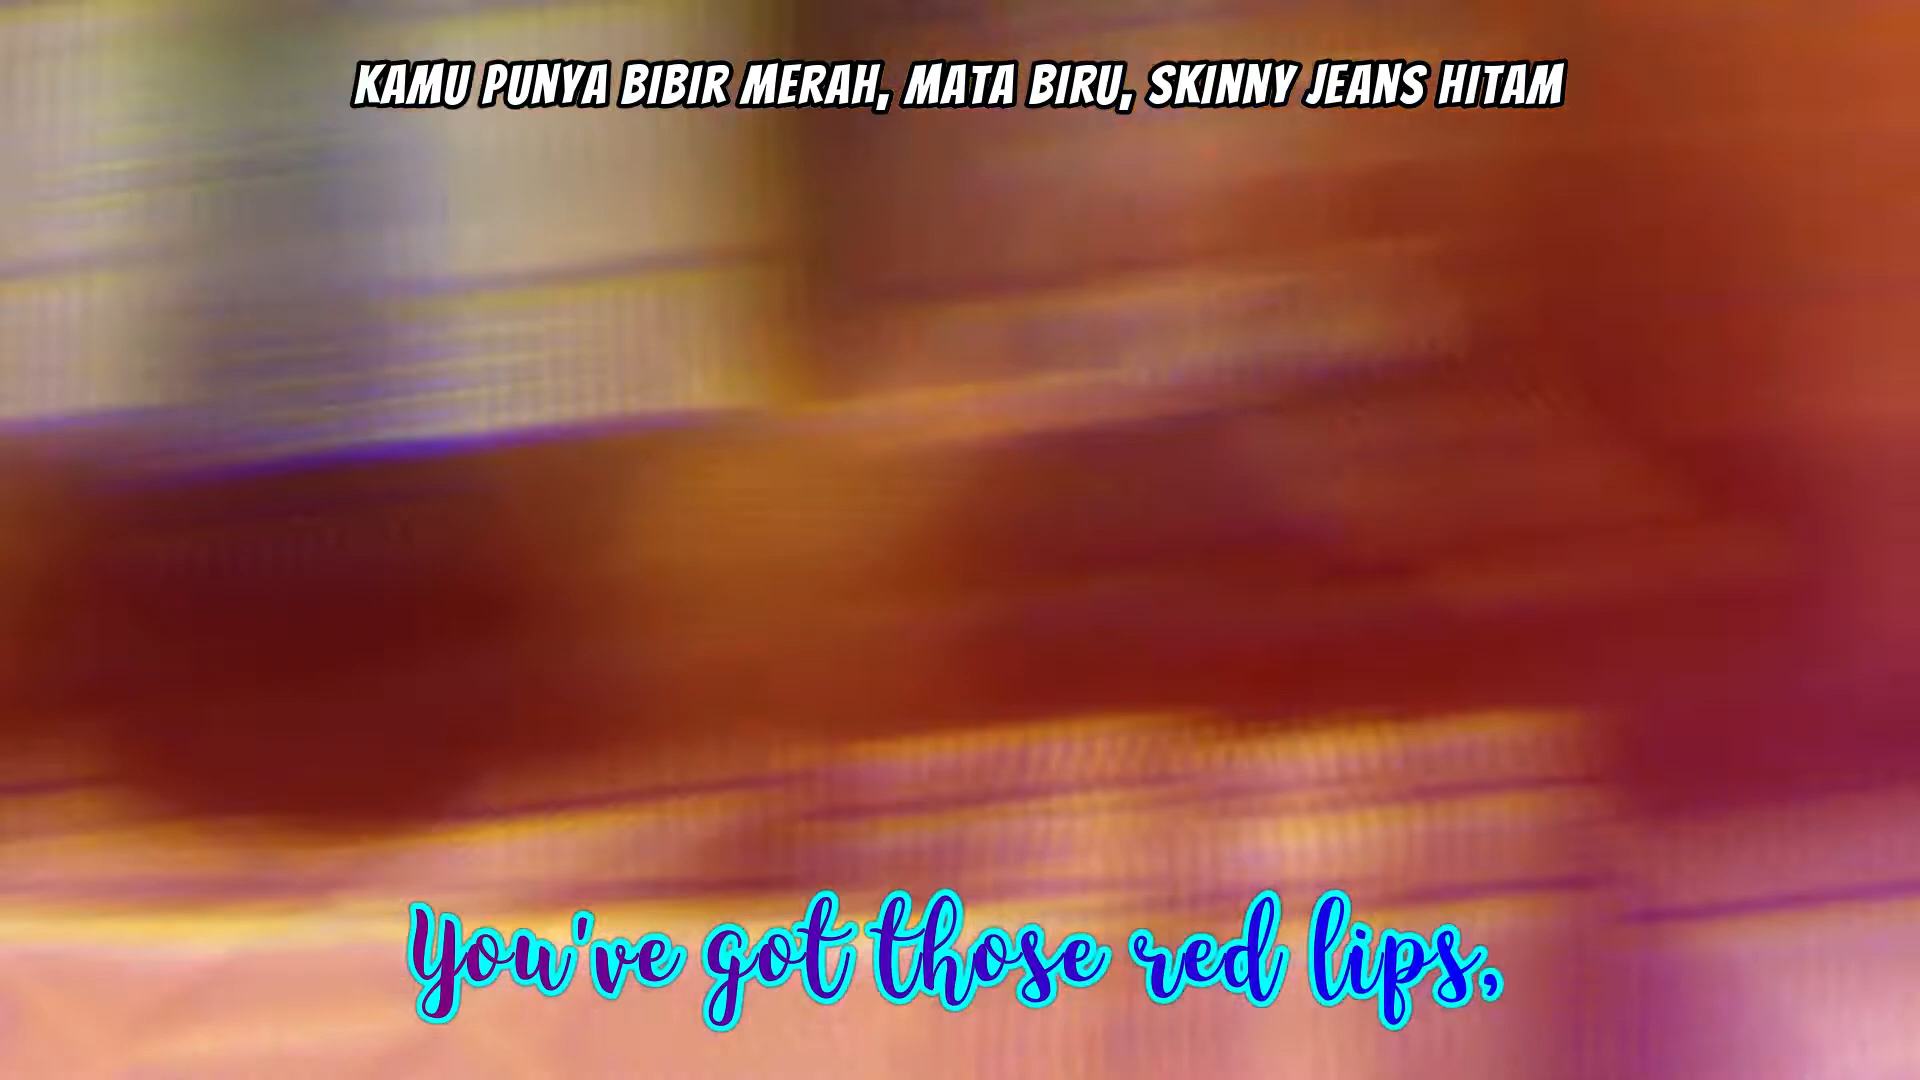 KAMU PUNYA BIBIR MERAH, MATA BIRU, SKINNY JEANS HITAM
You've got those red lips,